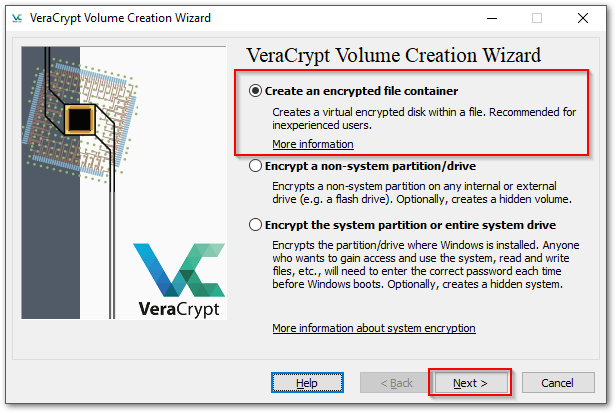 VeraCrypt Volume Creation Wizard
VeraCrypt Volume Creation Wizard
Create an encrypted file container
Creates a virtual encrypted disk within a file. Recommended for
inexperienced users.
More information
Encrypt a non-system partition/drive
Encrypts a non-system partition on any internal or external
drive (e.g. a flash drive). Optionally, creates a hidden volume.
Encrypt the system partition or entire system drive
Encrypts the partition/drive where Windows is installed. Anyone
who wants to gain access and use the system, read and write
files, etc., will need to enter the correct password each time
before Windows boots. Optionally, creates a hidden system.
More information about system encryption
VeraCrypt
Help
< Back
Next >
Cancel